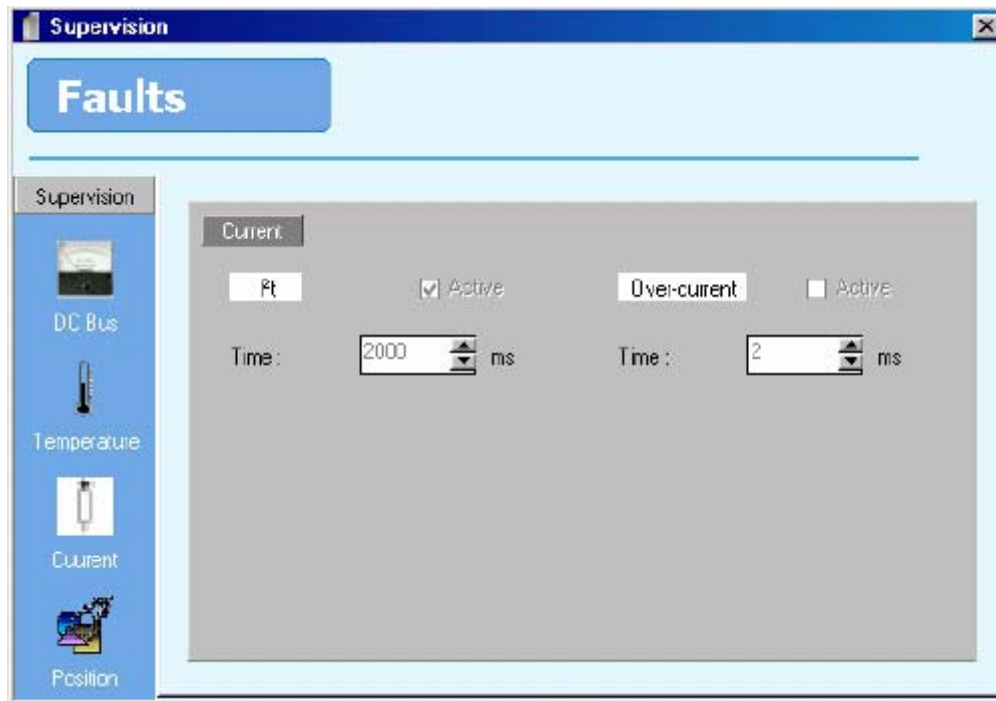 Supervision
Faults
Supervision
DC Bus
Temperature
Cuurent
Position
Current
I²t
Active
Over-current
Active
Time :
2000
ms
Time :
2
ms